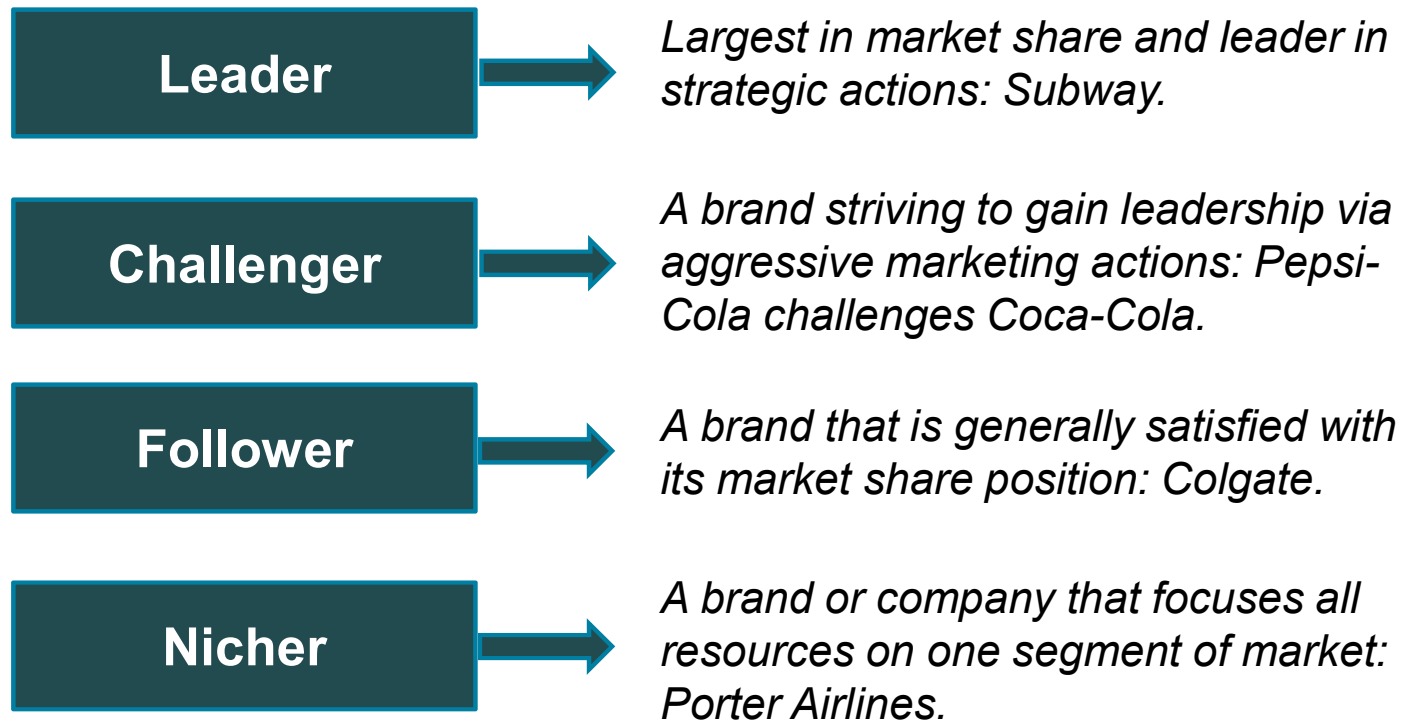 Leader
Largest in market share and leader in
strategic actions: Subway.
Challenger
A brand striving to gain leadership via
aggressive marketing actions: Pepsi-
Cola challenges Coca-Cola.
Follower
A brand that is generally satisfied with
its market share position: Colgate.
Nicher
A brand or company that focuses all
resources on one segment of market:
Porter Airlines.